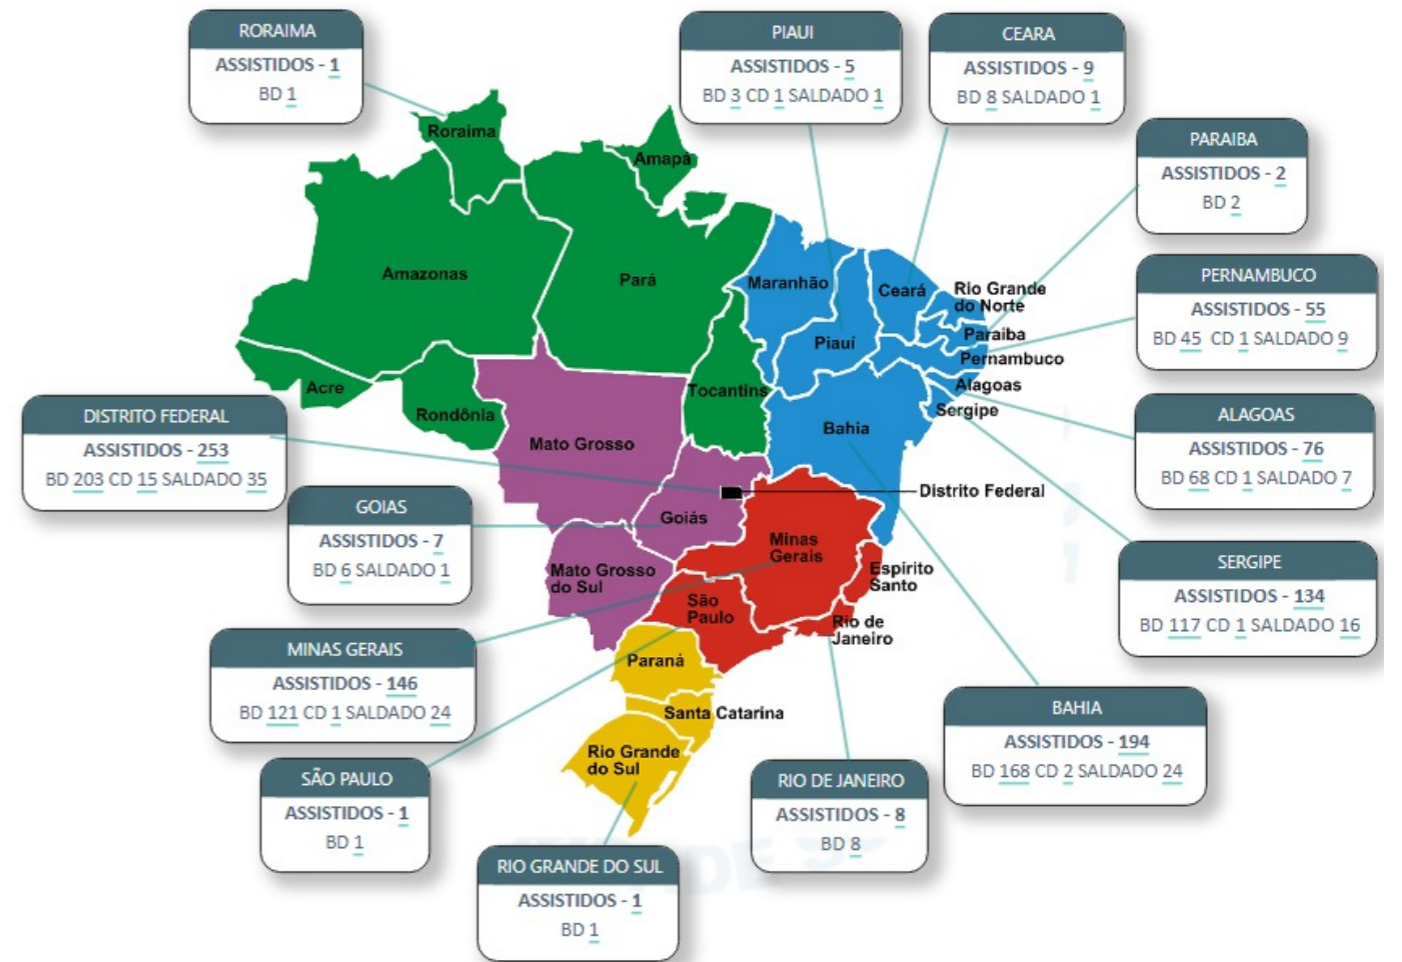 RORAIMA
ASSISTIDOS - 1
BD 1
PIAUI
ASSISTIDOS - 5
BD 3 CD 1 SALDADO 1
CEARA
ASSISTIDOS - 9
BD 8 SALDADO 1
PARAIBA
ASSISTIDOS - 2
BD 2
PERNAMBUCO
ASSISTIDOS - 55
BD 45 CD 1 SALDADO 9
ALAGOAS
ASSISTIDOS - 76
BD 68 CD 1 SALDADO 7
SERGIPE
ASSISTIDOS - 134
BD 117 CD 1 SALDADO 16
BAHIA
ASSISTIDOS - 194
BD 168 CD 2 SALDADO 24
RIO DE JANEIRO
ASSISTIDOS - 8
BD 8
RIO GRANDE DO SUL
ASSISTIDOS - 1
BD 1
SÃO PAULO
ASSISTIDOS - 1
BD 1
MINAS GERAIS
ASSISTIDOS - 146
BD 121 CD 1 SALDADO 24
GOIAS
ASSISTIDOS - 7
BD 6 SALDADO 1
DISTRITO FEDERAL
ASSISTIDOS - 253
BD 203 CD 15 SALDADO 35
Roraima
Amapá
Amazonas
Pará
Maranhão
Ceará
Rio Grande
do Norte
Paraiba
Piauí
Pernambuco
Acre
Tocantins
Alagoas
Rondônia
Sergipe
Mato Grosso
Bahia
Distrito Federal
Goiás
Minas
Gerais
Mato Grosso
do Sul
Espírito
Santo
São
Paulo
Rio de
Janeiro
Paraná
Santa Catarina
Rio Grande
do Sul